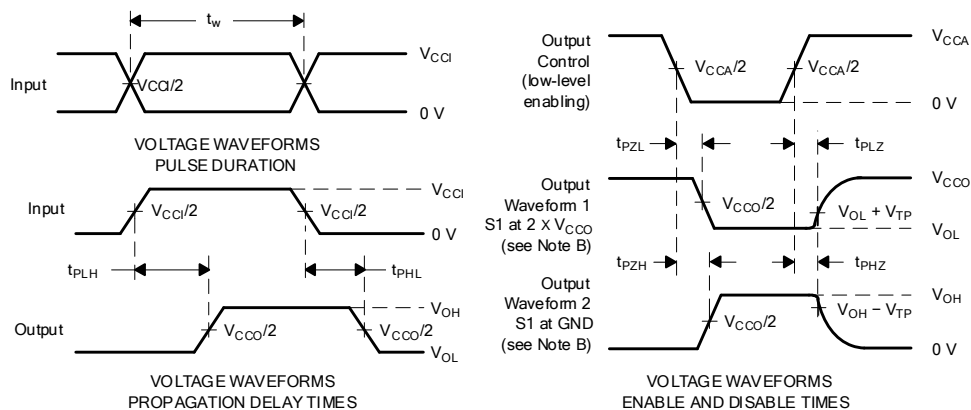 tw
VCCI
Input
VCCI/2
0 V
VOLTAGE WAVEFORMS
PULSE DURATION
VCCI
Input
VCCI/2
VCCI/2
0 V
tPLH
tPHL
VOH
Output
VCCO/2
VCCO/2
VOL
VOLTAGE WAVEFORMS
PROPAGATION DELAY TIMES
VCCA
Output
Control
(low-level
enabling)
VCCA/2
VCCA/2
0 V
tPZL
tPLZ
VCCO
Output
Waveform 1
S1 at 2 x VCCO
(see Note B)
VCCO/2
VOL + VTP
VOL
tPZH
tPHZ
VOH
Output
Waveform 2
S1 at GND
(see Note B)
VCCO/2
VOH − VTP
0 V
VOLTAGE WAVEFORMS
ENABLE AND DISABLE TIMES